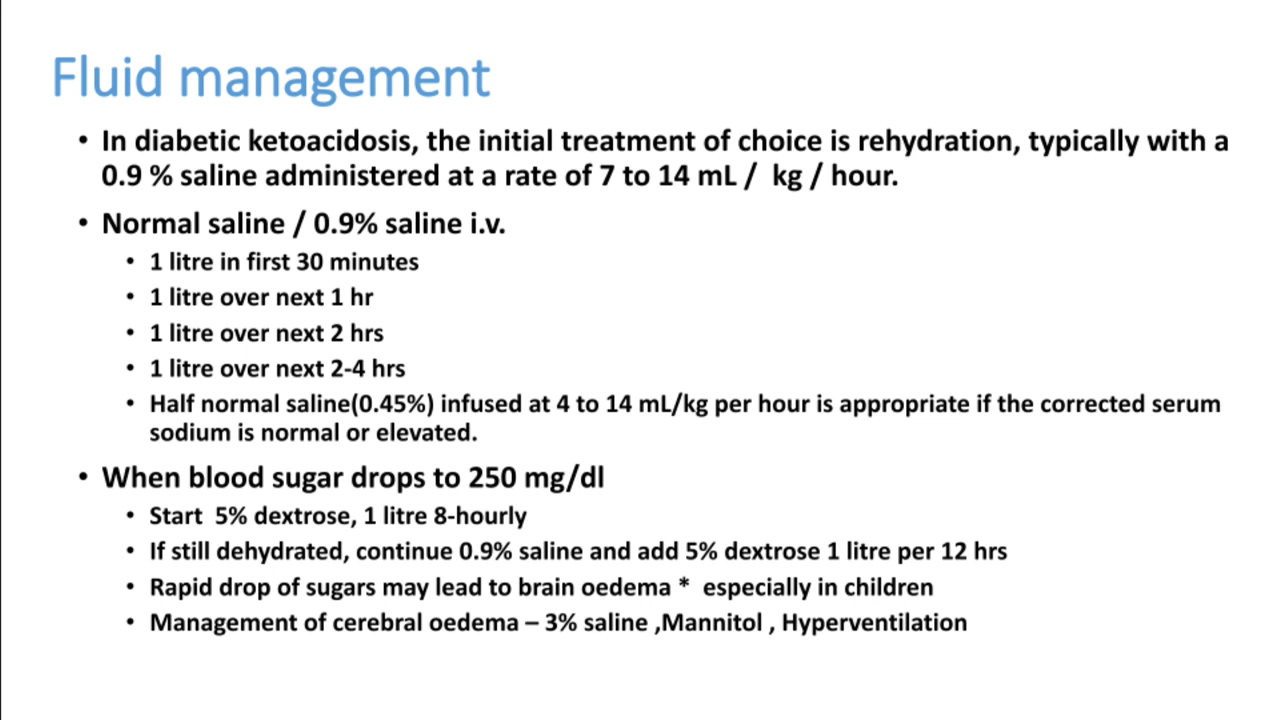 Fluid management
• In diabetic ketoacidosis, the initial treatment of choice is rehydration, typically with a
0.9 % saline administered at a rate of 7 to 14 mL /  kg / hour.
• Normal saline / 0.9% saline i.v.
• 1 litre in first 30 minutes
• 1 litre over next 1 hr
• 1 litre over next 2 hrs
• 1 litre over next 2-4 hrs
• Half normal saline(0.45%) infused at 4 to 14 mL/kg per hour is appropriate if the corrected serum
sodium is normal or elevated.
• When blood sugar drops to 250 mg/dl
• Start  5% dextrose, 1 litre 8-hourly
• If still dehydrated, continue 0.9% saline and add 5% dextrose 1 litre per 12 hrs
• Rapid drop of sugars may lead to brain oedema *  especially in children
• Management of cerebral oedema – 3% saline ,Mannitol , Hyperventilation